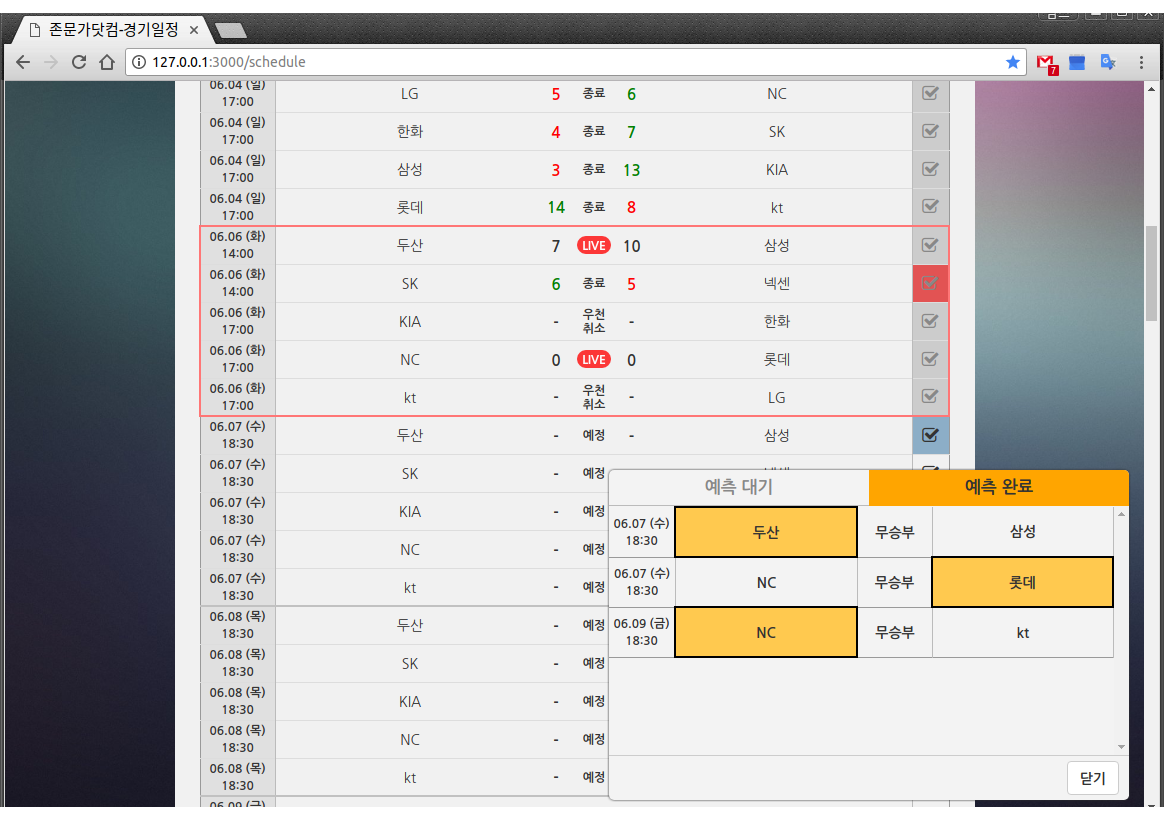 존문가닷컴-경기일정
127.0.0.1:3000/schedule
7
06.04 (일) 17:00 LG 5 종료 6 NC
06.04 (일) 17:00 한화 4 종료 7 SK
06.04 (일) 17:00 삼성 3 종료 13 KIA
06.04 (일) 17:00 롯데 14 종료 8 kt
06.06 (화) 14:00 두산 7 LIVE 10 삼성
06.06 (화) 14:00 SK 6 종료 5 넥센
06.06 (화) 17:00 KIA - 우천 취소 - 한화
06.06 (화) 17:00 NC 0 LIVE 0 롯데
06.06 (화) 17:00 kt - 우천 취소 - LG
06.07 (수) 18:30 두산 - 예정 - 삼성
06.07 (수) 18:30 SK - 예정
06.07 (수) 18:30 KIA - 예정
06.07 (수) 18:30 NC - 예정
06.07 (수) 18:30 kt - 예정
06.08 (목) 18:30 두산 - 예정
06.08 (목) 18:30 SK - 예정
06.08 (목) 18:30 KIA - 예정
06.08 (목) 18:30 NC - 예정
06.08 (목) 18:30 kt - 예정
06.09 (금)
예측 대기 예측 완료
06.07 (수) 18:30 두산 무승부 삼성
06.07 (수) 18:30 NC 무승부 롯데
06.09 (금) 18:30 NC 무승부 kt
닫기